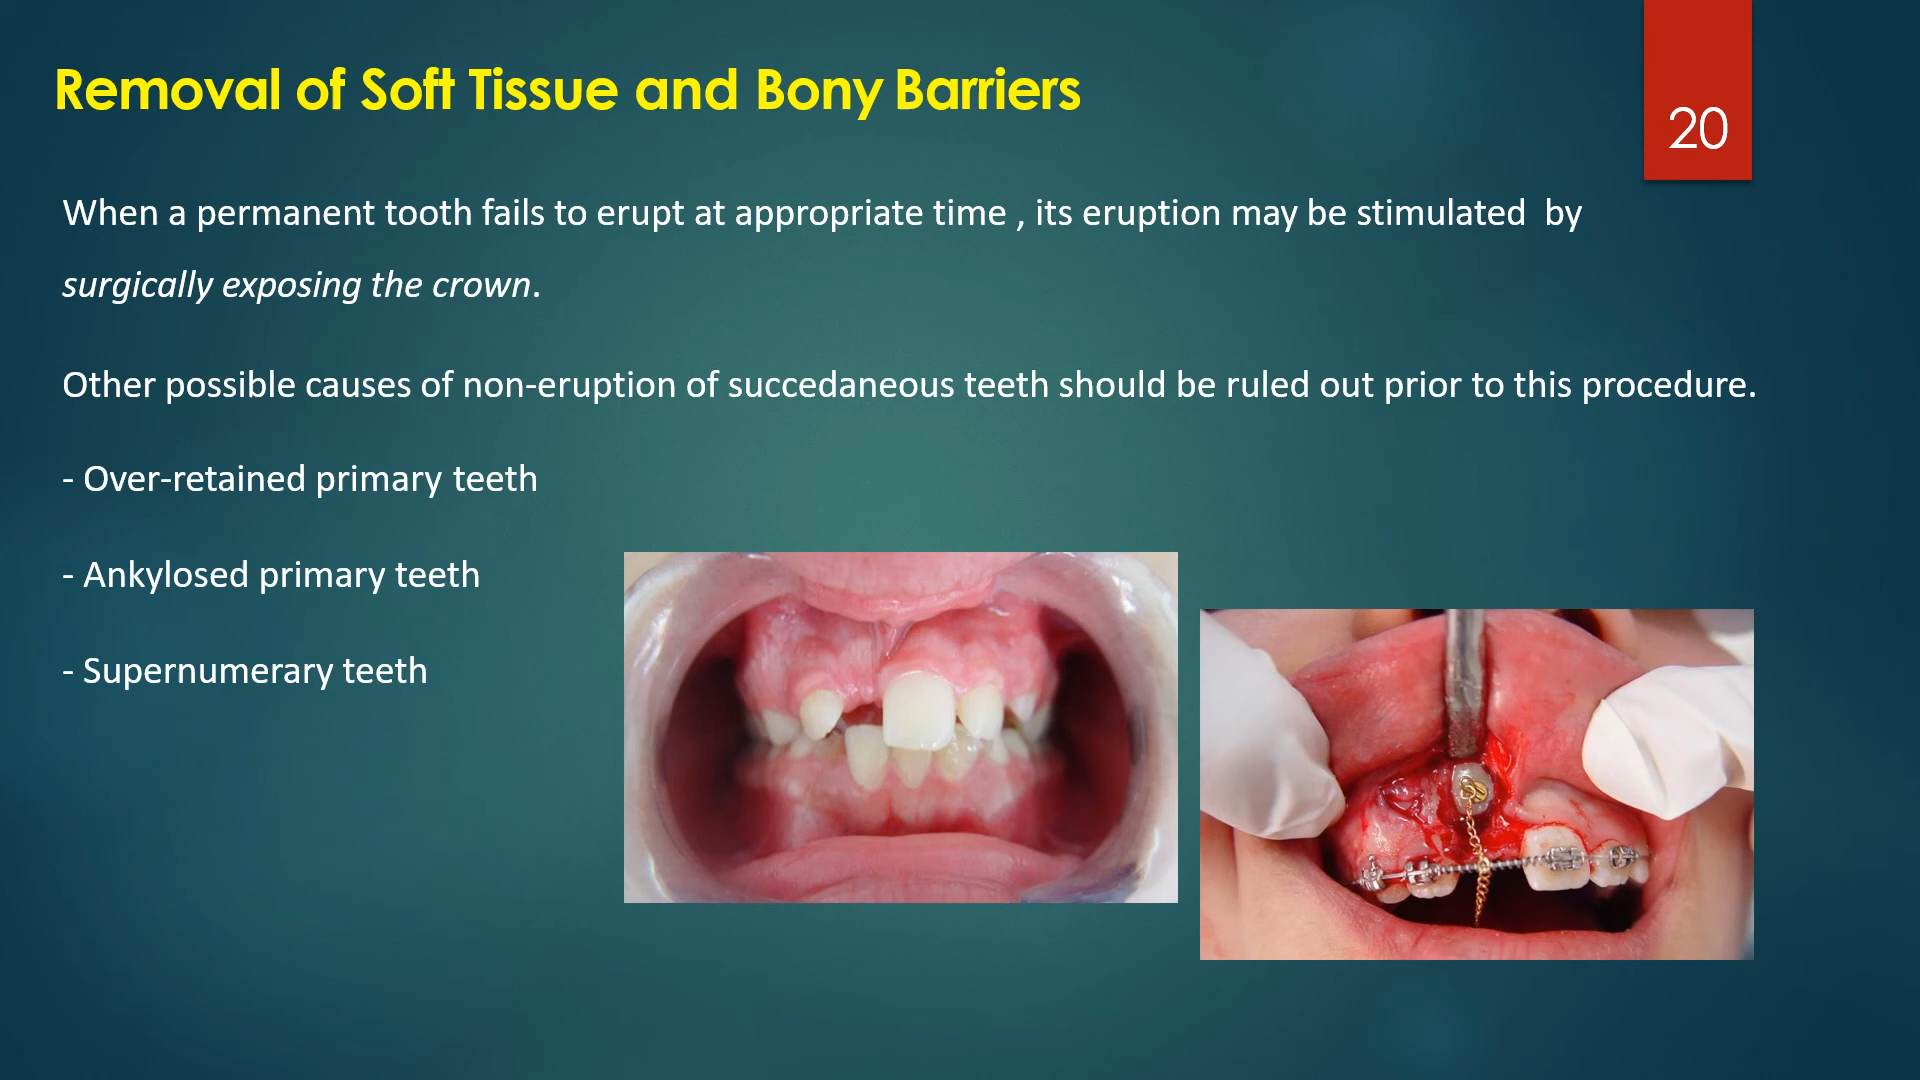 Removal of Soft Tissue and Bony Barriers
20
When a permanent tooth fails to erupt at appropriate time , its eruption may be stimulated  by
surgically exposing the crown.
Other possible causes of non-eruption of succedaneous teeth should be ruled out prior to this procedure.
- Over-retained primary teeth
- Ankylosed primary teeth
- Supernumerary teeth